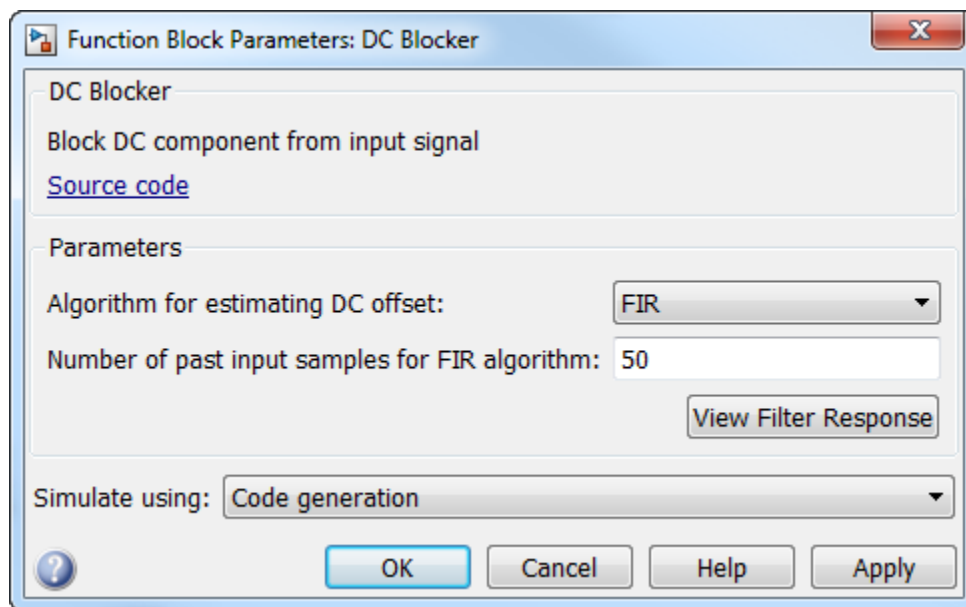 Function Block Parameters: DC Blocker
DC Blocker
Block DC component from input signal
Source code
Parameters
Algorithm for estimating DC offset: FIR
Number of past input samples for FIR algorithm: 50
View Filter Response
Simulate using: Code generation
? OK Cancel Help Apply